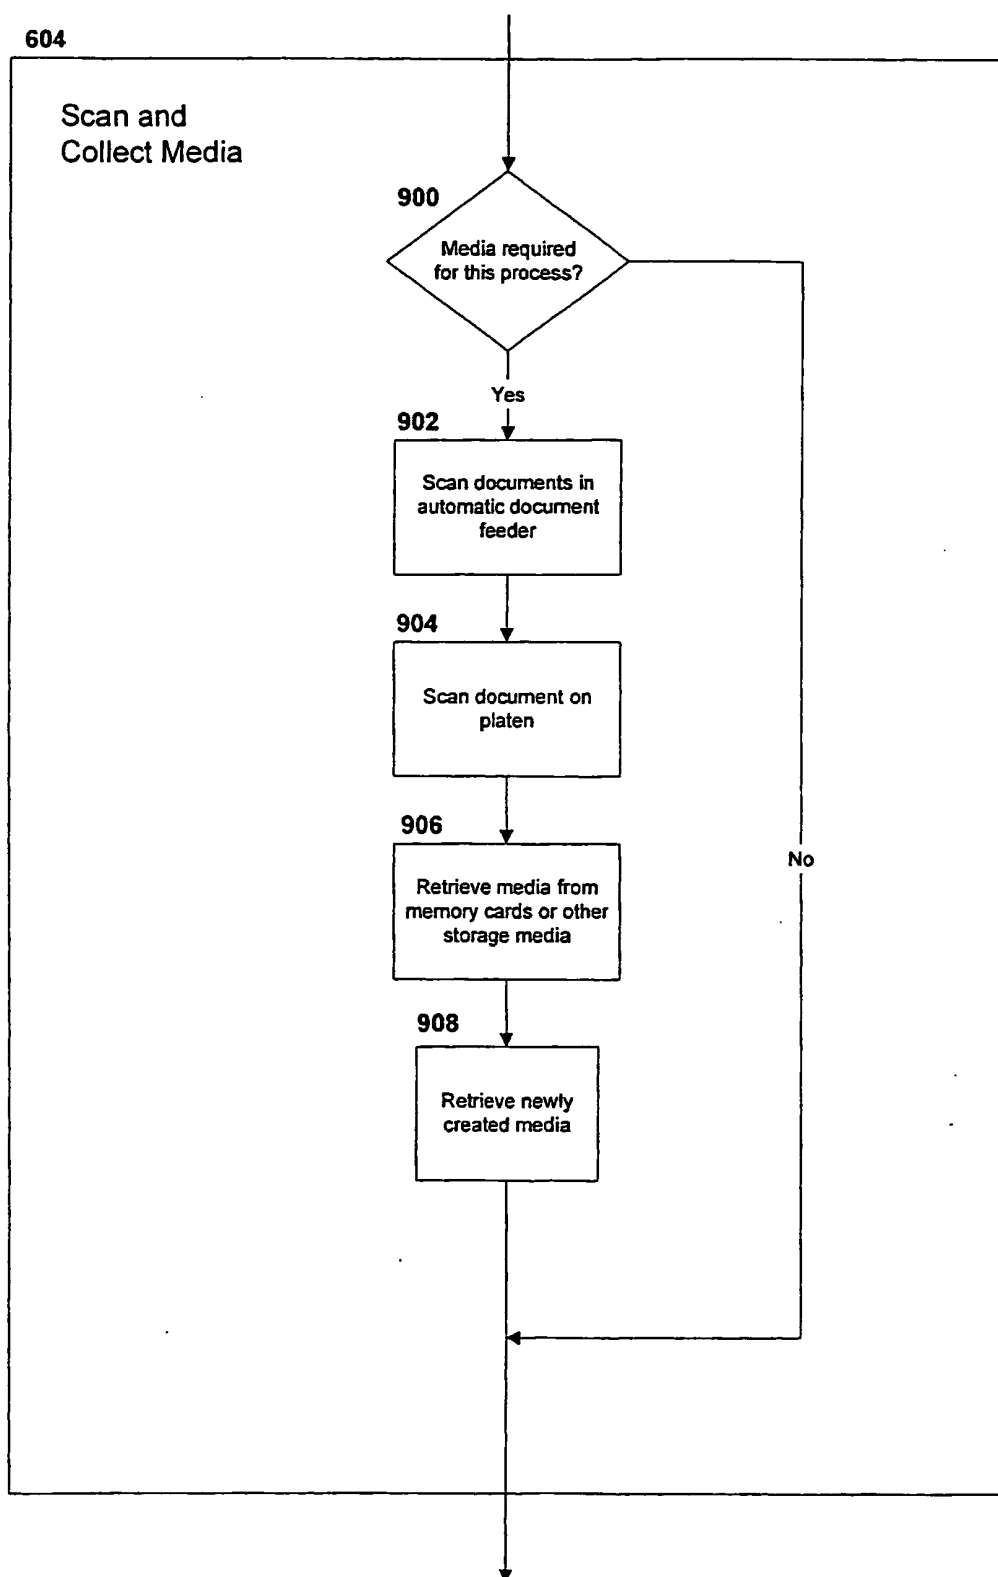 604
Scan and
Collect Media
900
Media required
for this process?
Yes
902
Scan documents in
automatic document
feeder
904
Scan document on
platen
906
Retrieve media from
memory cards or other
storage media
No
908
Retrieve newly
created media